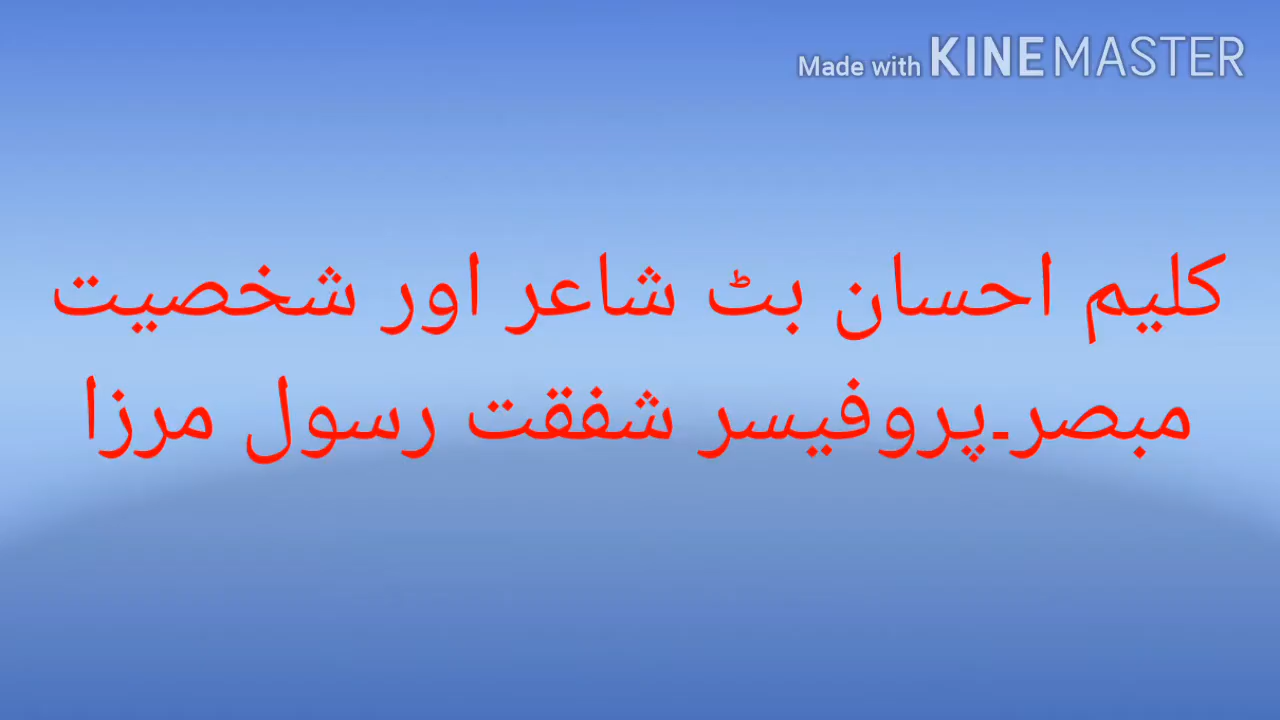 Made with KINEMASTER
کلیم احسان بٹ شاعر اور شخصیت
مبصر۔پروفیسر شفقت رسول مرزا